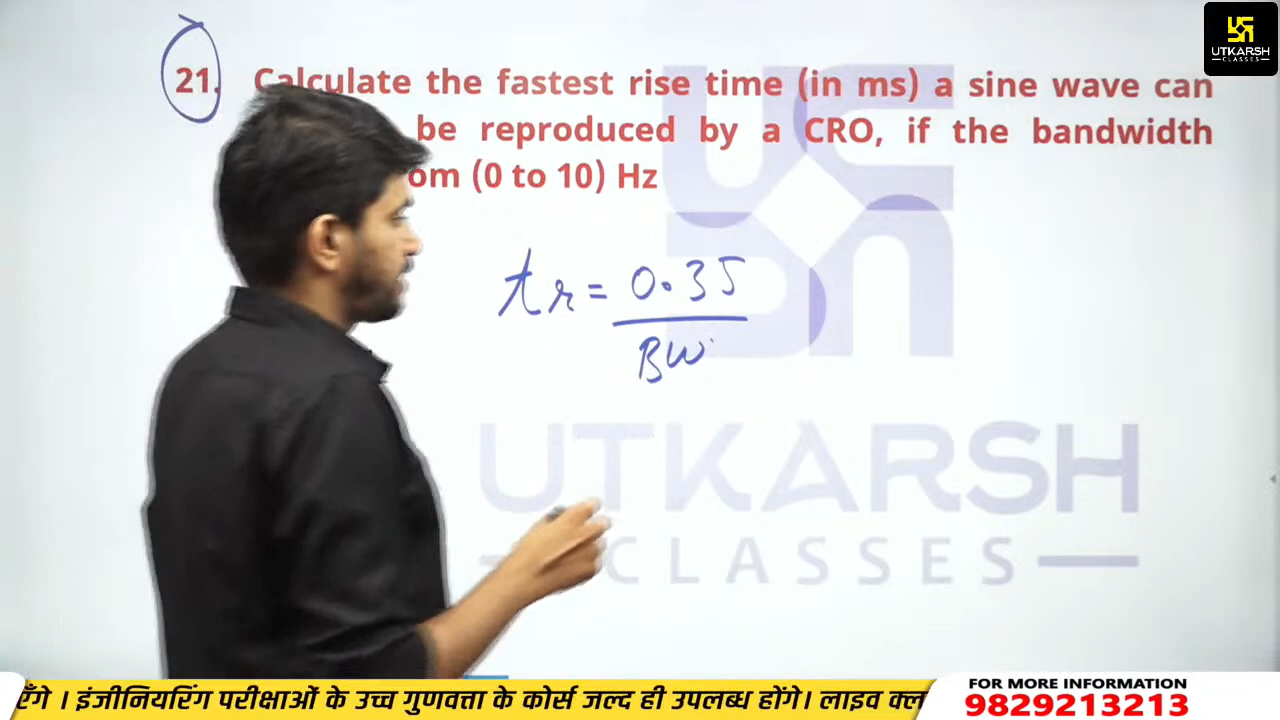 UTKARSH
CLASSES
21. Calculate the fastest rise time (in ms) a sine wave can
be reproduced by a CRO, if the bandwidth
(0 to 10) Hz
tr = 0.35
BW
UTKARSH
CLASSES
। इंजीनियरिंग परीक्षाओं के उच्च गुणवत्ता के कोर्स जल्द ही उपलब्ध होंगे। लाइव
FOR MORE INFORMATION
9829213213